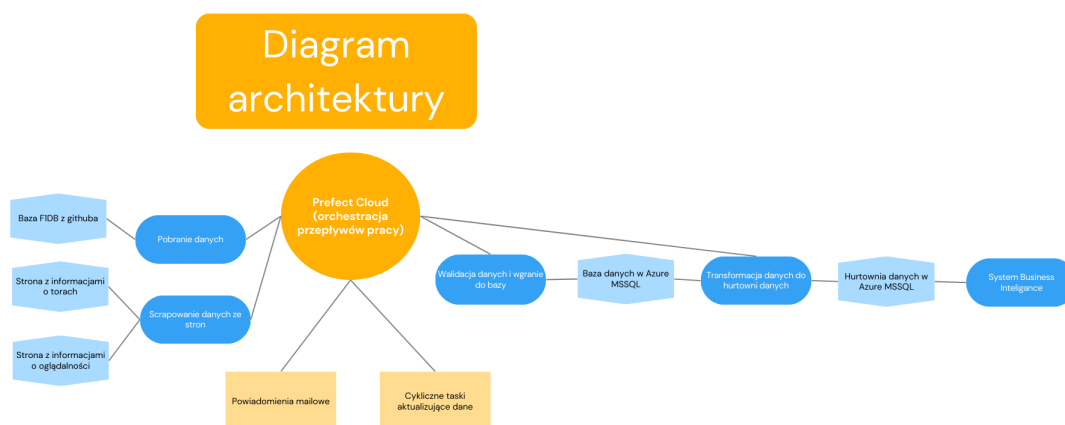 Diagram
architektury
Prefect Cloud
(orchestracja
przepływów pracy)
Baza F1DB z githuba
Pobranie danych
Strona z informacjami
o torach
Scrapowanie danych ze
stron
Strona z informacjami
o oglądalności
Powiadomienia mailowe
Cykliczne taski
aktualizujące dane
Walidacja danych i wgranie
do bazy
Baza danych w Azure
MSSQL
Transformacja danych do
hurtowni danych
Hurtownia danych w
Azure MSSQL
System Business
Inteligance